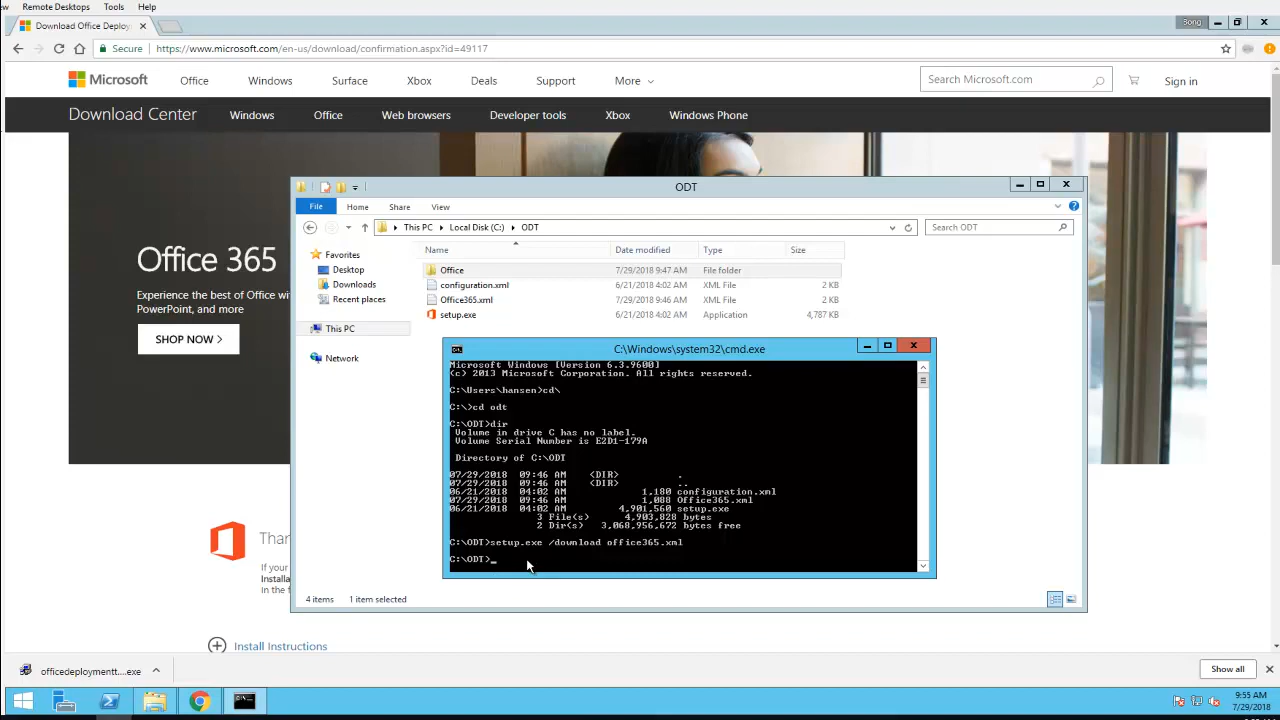 ew Remote Desktops Tools Help
Download Office Deploy
Song
Secure https://www.microsoft.com/en-us/download/confirmation.aspx?id=49117
Microsoft Office Windows Surface Xbox Deals Support More Search Microsoft.com Sign in
Download Center Windows Office Web browsers Developer tools Xbox Windows Phone
Office 365
Experience the best of Office wi
PowerPoint, and more
SHOP NOW
Than
Installa
In the f
Install Instructions
ODT
File Home Share View
This PC Local Disk (C:) ODT Search ODT
Favorites
Desktop
Downloads
Recent places
This PC
Network
Name Date modified Type Size
Office 7/29/2018 9:47 AM File folder
configuration.xml 6/21/2018 4:02 AM XML File 2 KB
Office365.xml 7/29/2018 9:46 AM XML File 2 KB
setup.exe 6/21/2018 4:02 AM Application 4,787 KB
C:\Windows\system32\cmd.exe
Microsoft Windows [Version 6.3.9600]
(c) 2013 Microsoft Corporation. All rights reserved.
C:\Users\hansen>cd\
C:\>cd odt
C:\ODT>dir
Volume in drive C has no label.
Volume Serial Number is E2D1-179A
Directory of C:\ODT
07/29/2018 09:46 AM <DIR> .
07/29/2018 09:46 AM <DIR> ..
06/21/2018 04:02 AM 1,180 configuration.xml
07/29/2018 09:46 AM 1,088 Office365.xml
06/21/2018 04:02 AM 4,901,560 setup.exe
3 File(s) 4,903,828 bytes
2 Dir(s) 3,068,956,672 bytes free
C:\ODT>setup.exe /download office365.xml
C:\ODT>_
4 items 1 item selected
officedeploymentt....exe Show all
9:55 AM
7/29/2018